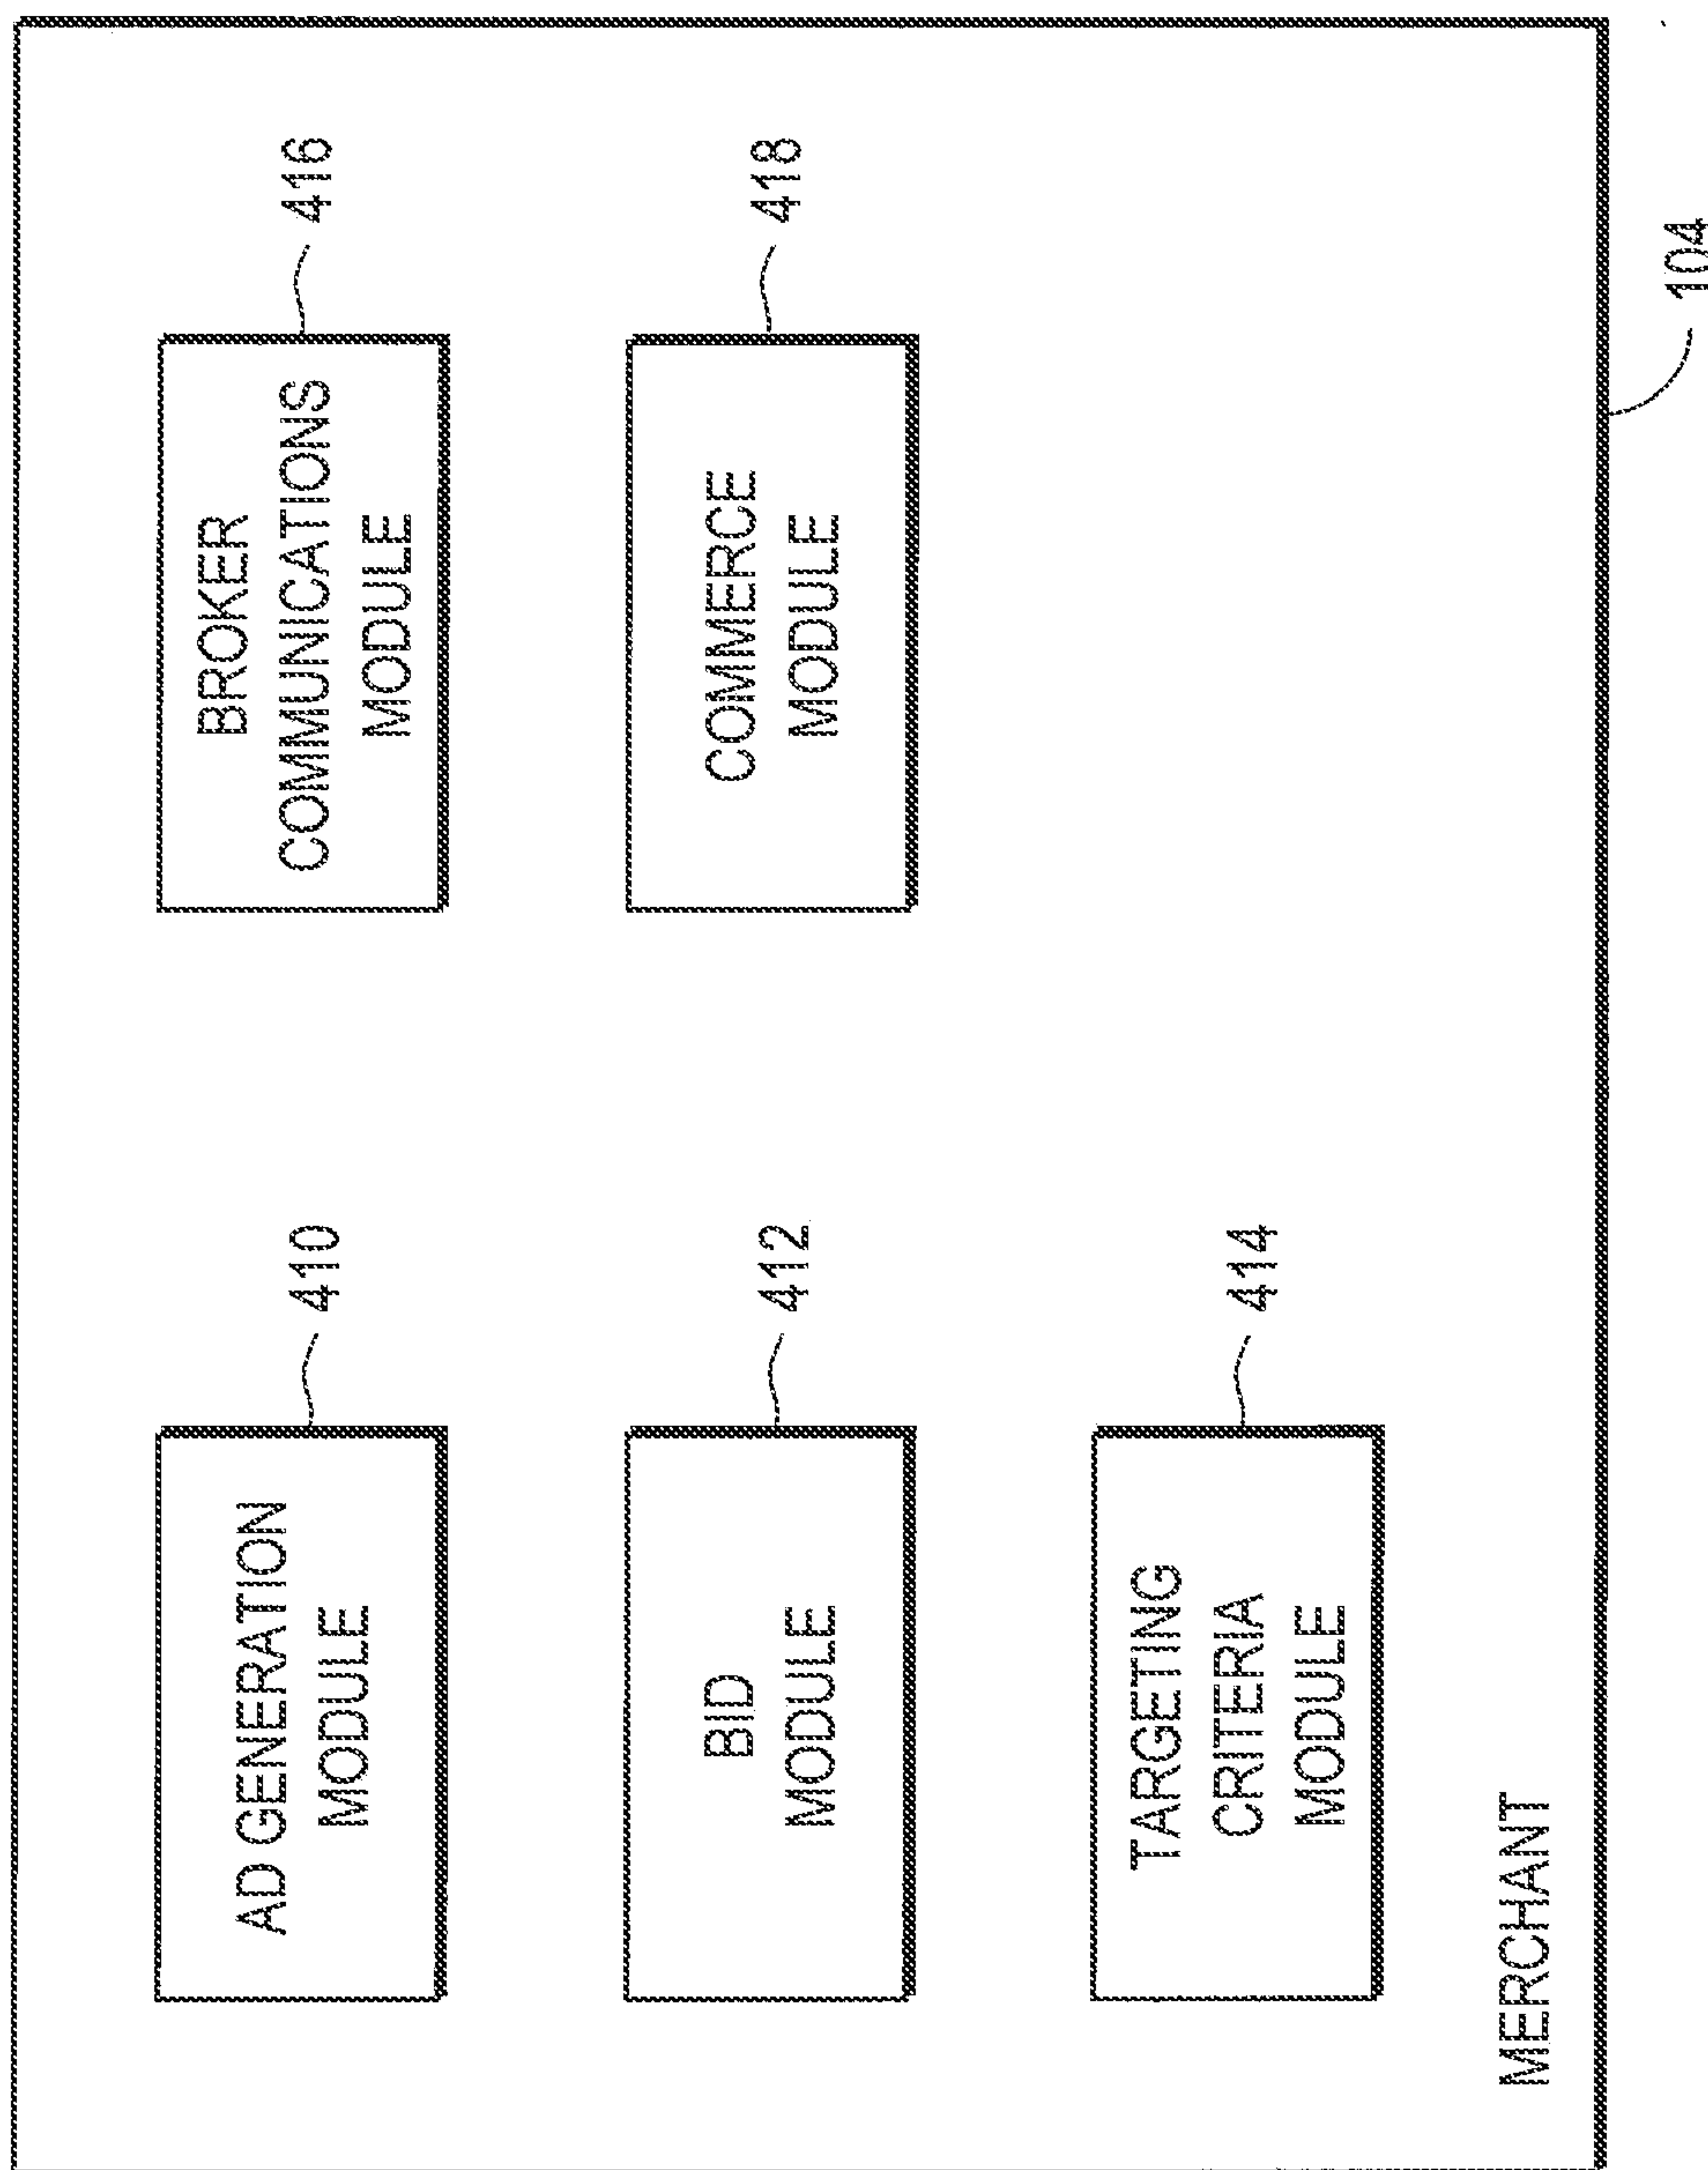 AD GENERATION
MODULE
410
BID
MODULE
412
TARGETING
CRITERIA
MODULE
414
BROKER
COMMUNICATIONS
MODULE
416
COMMERCE
MODULE
418
MERCHANT
104